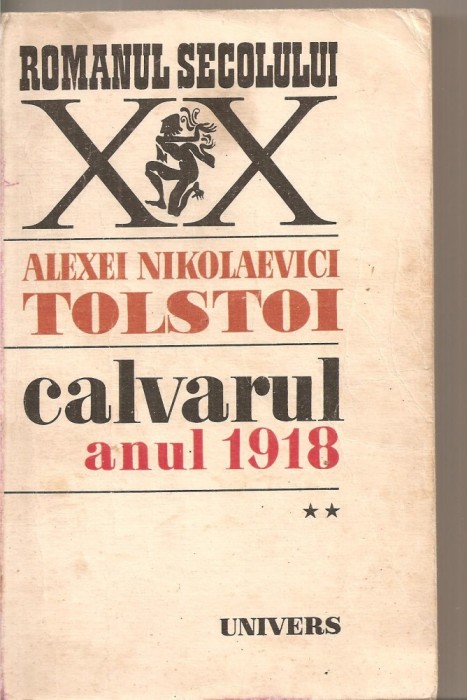 ROMANUL SECOLULUI
XX
ALEXEI NIKOLAEVICI
TOLSTOI
calvarul
anul 1918
★★
UNIVERS